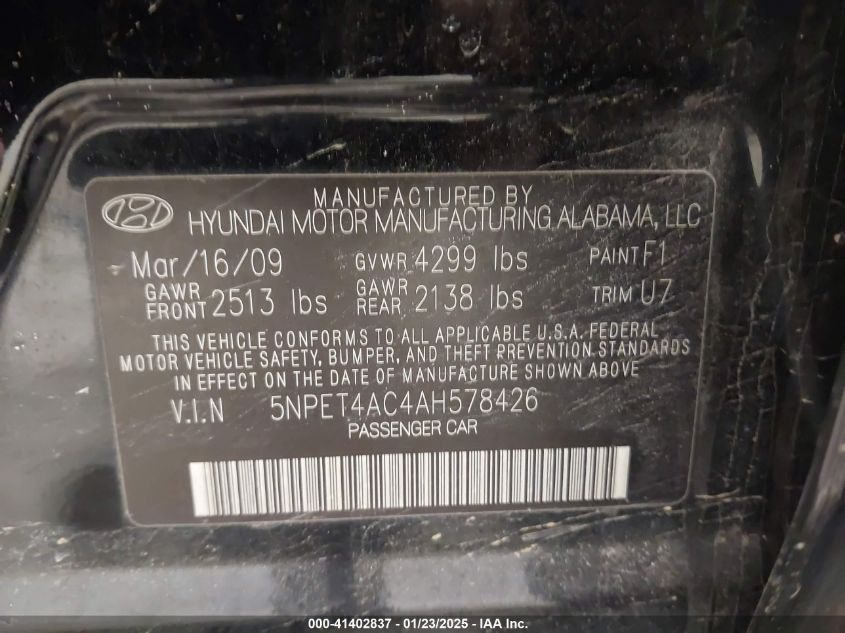 MANUFACTURED BY
HYUNDAI MOTOR MANUFACTURING ALABAMA, LLC
Mar/16/09 GVWR 4299 lbs PAINT F1
GAWR FRONT 2513 lbs GAWR REAR 2138 lbs TRIM U7
THIS VEHICLE CONFORMS TO ALL APPLICABLE U.S.A. FEDERAL
MOTOR VEHICLE SAFETY, BUMPER, AND THEFT PREVENTION STANDARDS
IN EFFECT ON THE DATE OF MANUFACTURE SHOWN ABOVE
V.I.N 5NPET4AC4AH578426
PASSENGER CAR
000-41402837 - 01/23/2025 - IAA Inc.